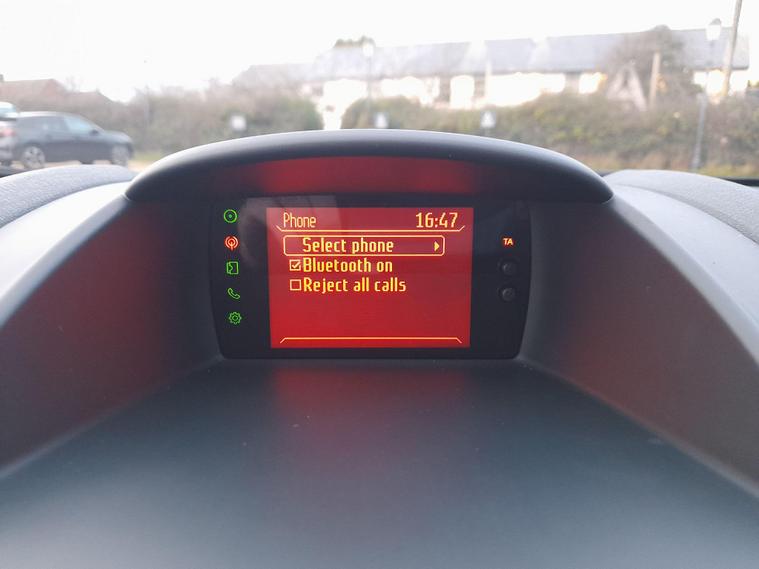 Phone 16:47
Select phone
Bluetooth on
Reject all calls
TA